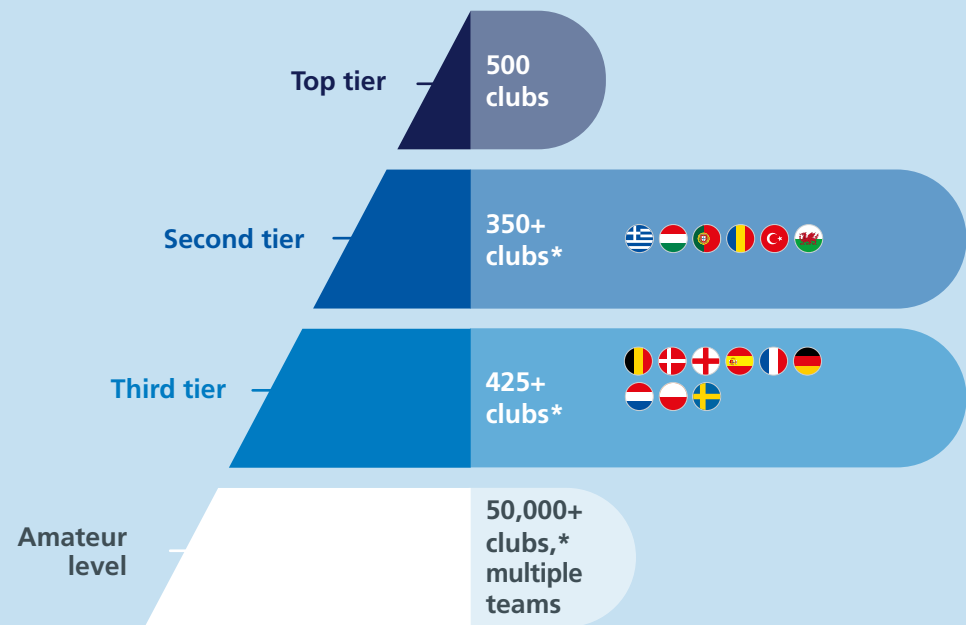 Top tier
500
clubs
Second tier
350+
clubs*
Third tier
425+
clubs*
Amateur
level
50,000+
clubs,*
multiple
teams